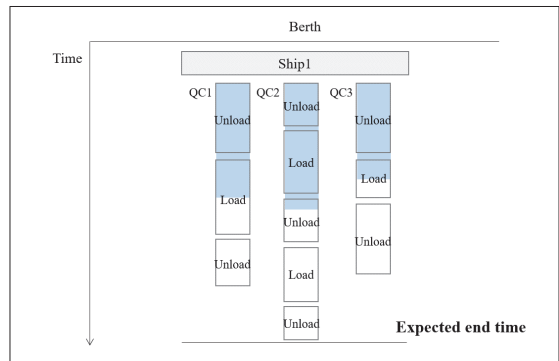 Berth
Time
Ship1
QC1
Unload
Load
Unload
QC2
Unload
Load
Unload
Load
Unload
QC3
Unload
Load
Unload
Expected end time